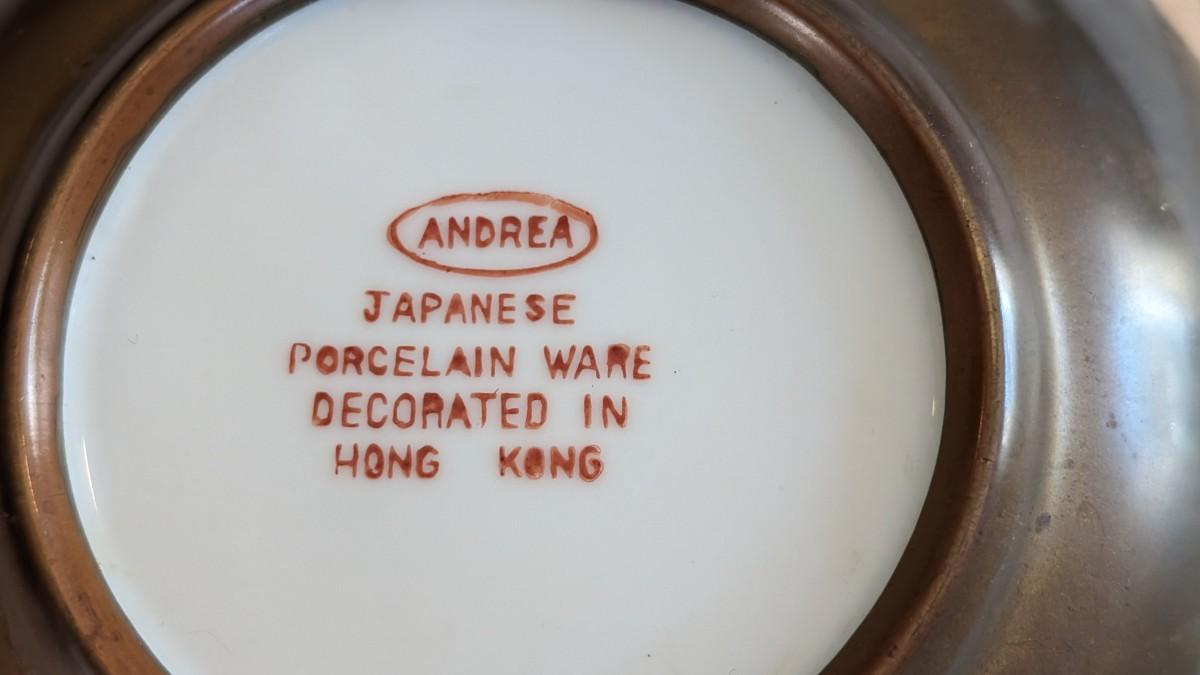 ANDREA
JAPANESE
PORCELAIN WARE
DECORATED IN
HONG KONG